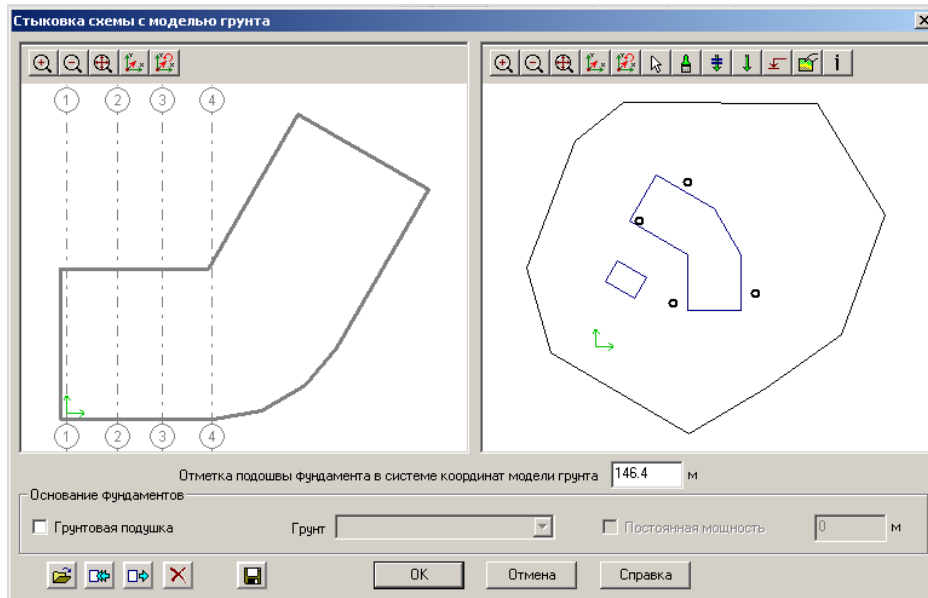 Стыковка схемы с моделью грунта
1 2 3 4
1 2 3 4
Отметка подошвы фундамента в системе координат модели грунта 146.4 м
Основание фундаментов
Грунтовая подушка Грунт Постоянная мощность 0 м
OK Отмена Справка